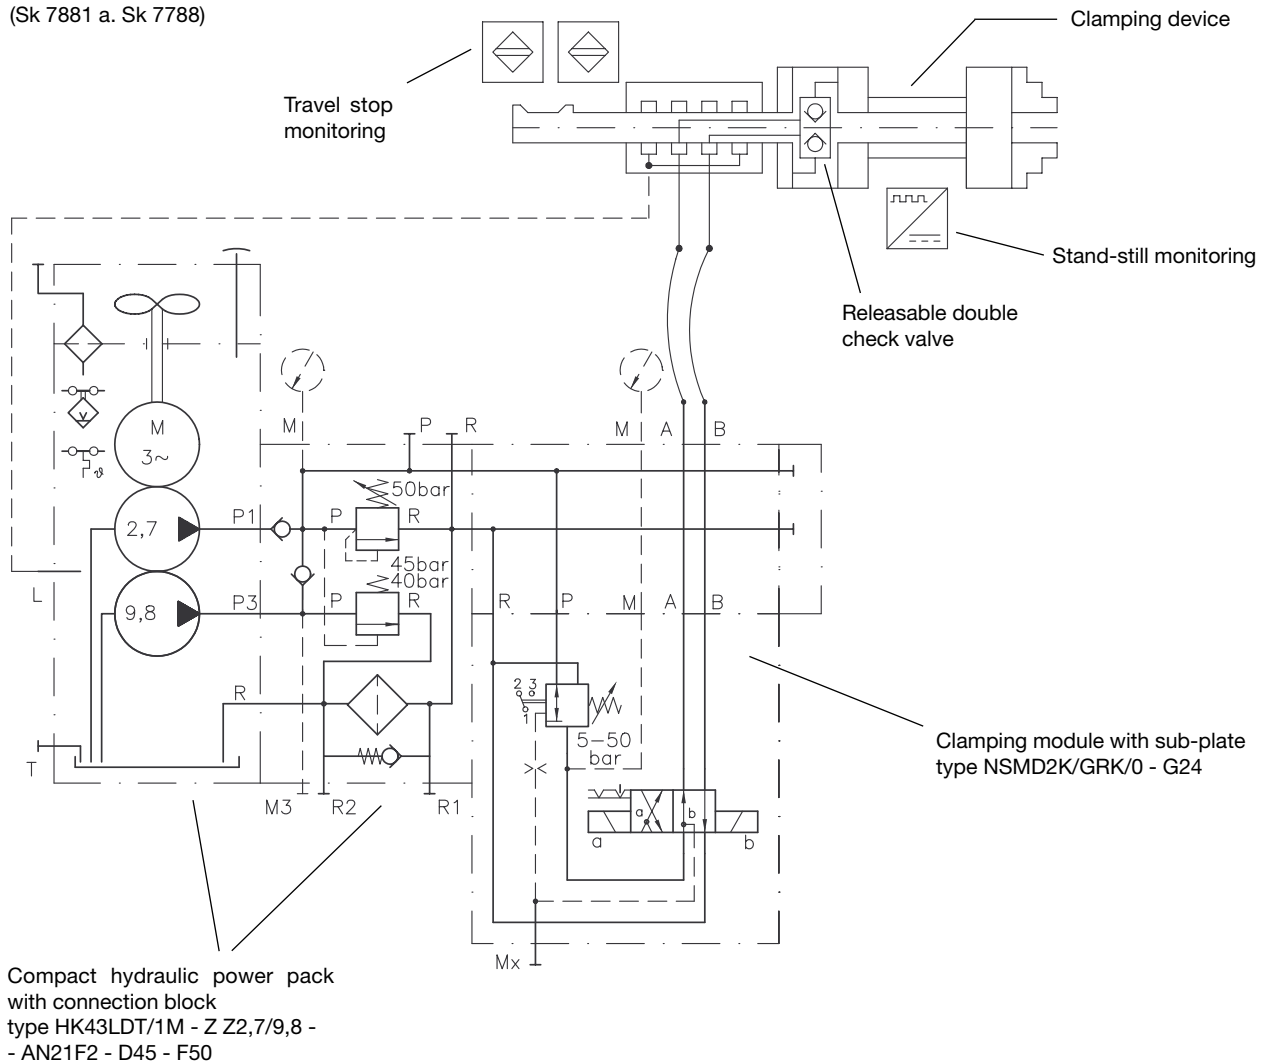 (Sk 7881 a. Sk 7788)
Clamping device
Travel stop
monitoring
Stand-still monitoring
Releasable double
check valve
M
3~
M
P
R
M
A
B
50bar
P1
P
R
2,7
45bar
40bar
L
P3
P
R
R
P
M
A
B
9,8
2
3
1
R
5–50
bar
T
M3
R2
R1
a
b
a
b
Clamping module with sub-plate
type NSMD2K/GRK/0 - G24
Mx
Compact hydraulic power pack
with connection block
type HK43LDT/1M - Z Z2,7/9,8 -
- AN21F2 - D45 - F50